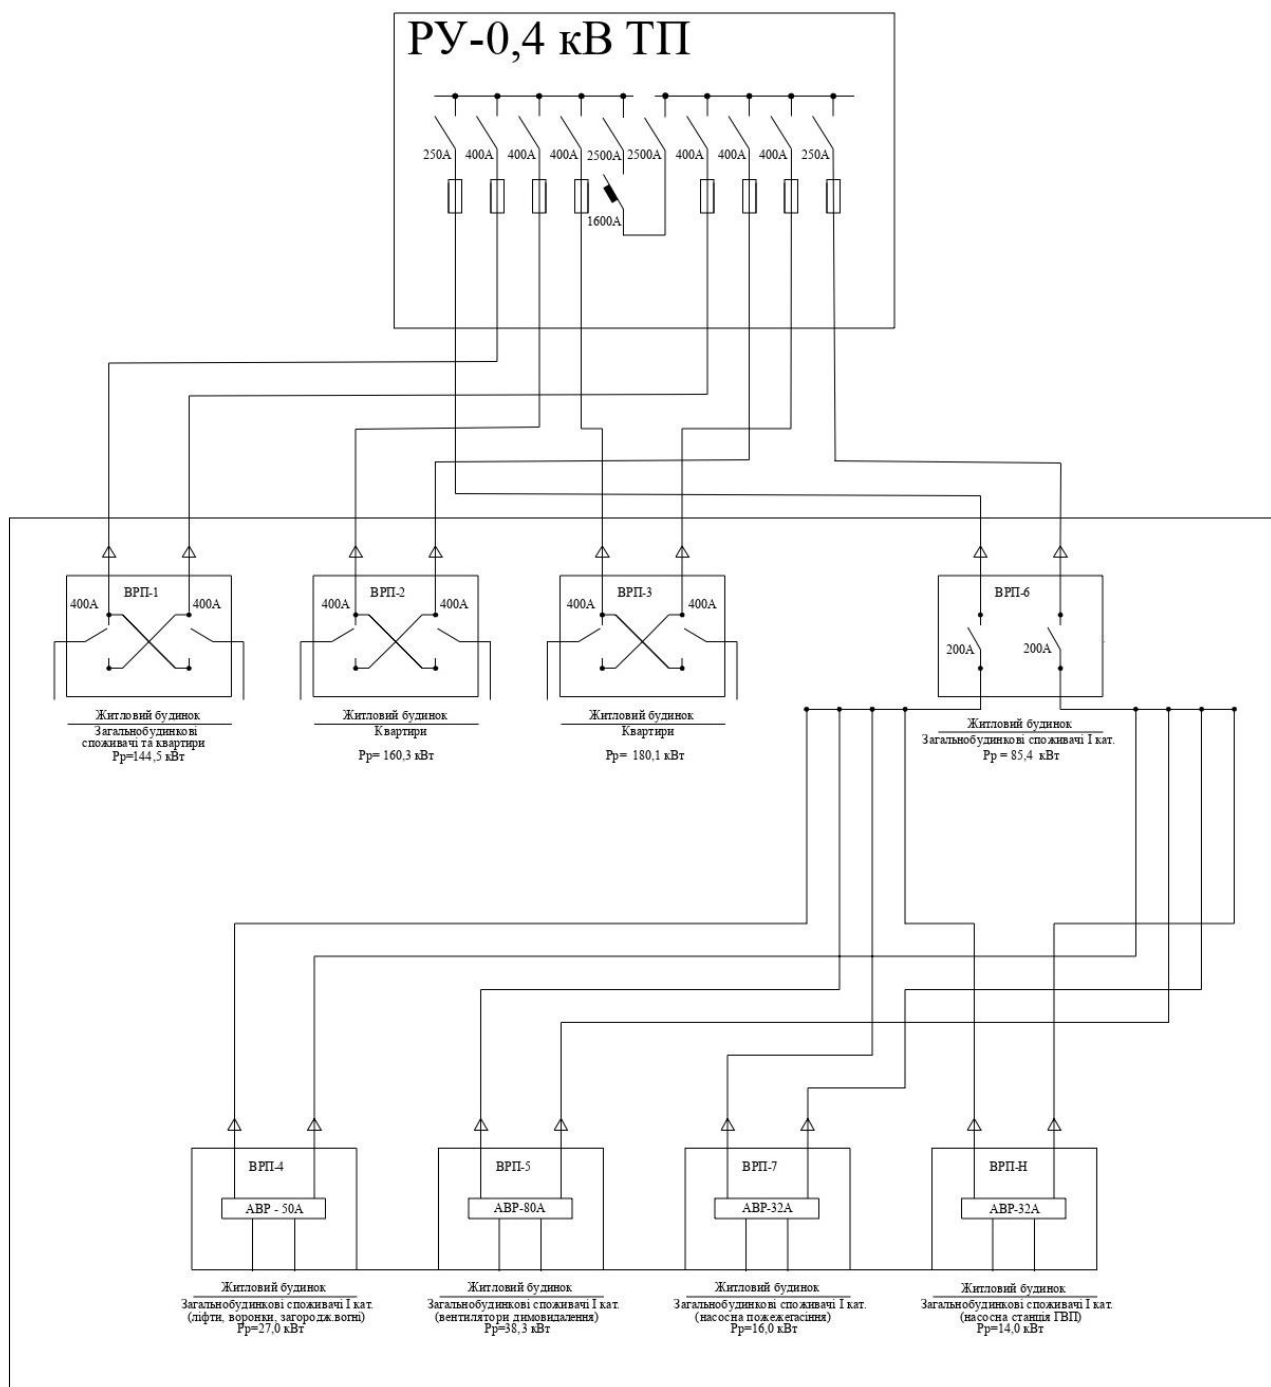 РУ-0,4 кВ ТП
250А 400А 400А 400А 2500А 2500А 400А 400А 400А 250А
1600А
ВРП-1
400А 400А
Житловий будинок
Загальнобудинкові
споживачі та квартири
Рр=144,5 кВт
ВРП-2
400А 400А
Житловий будинок
Квартири
Рр= 160,3 кВт
ВРП-3
400А 400А
Житловий будинок
Квартири
Рр= 180,1 кВт
ВРП-6
200А 200А
Житловий будинок
Загальнобудинкові споживачі І кат.
Рр = 85,4 кВт
ВРП-4
АВР - 50А
Житловий будинок
Загальнобудинкові споживачі І кат.
(ліфти, воронки, загородж.вогні)
Рр=27,0 кВт
ВРП-5
АВР-80А
Житловий будинок
Загальнобудинкові споживачі І кат.
(вентилятори димовидалення)
Рр=38,3 кВт
ВРП-7
АВР-32А
Житловий будинок
Загальнобудинкові споживачі І кат.
(насосна пожежегасіння)
Рр=16,0 кВт
ВРП-Н
АВР-32А
Житловий будинок
Загальнобудинкові споживачі І кат.
(насосна станція ГВП)
Рр=14,0 кВт